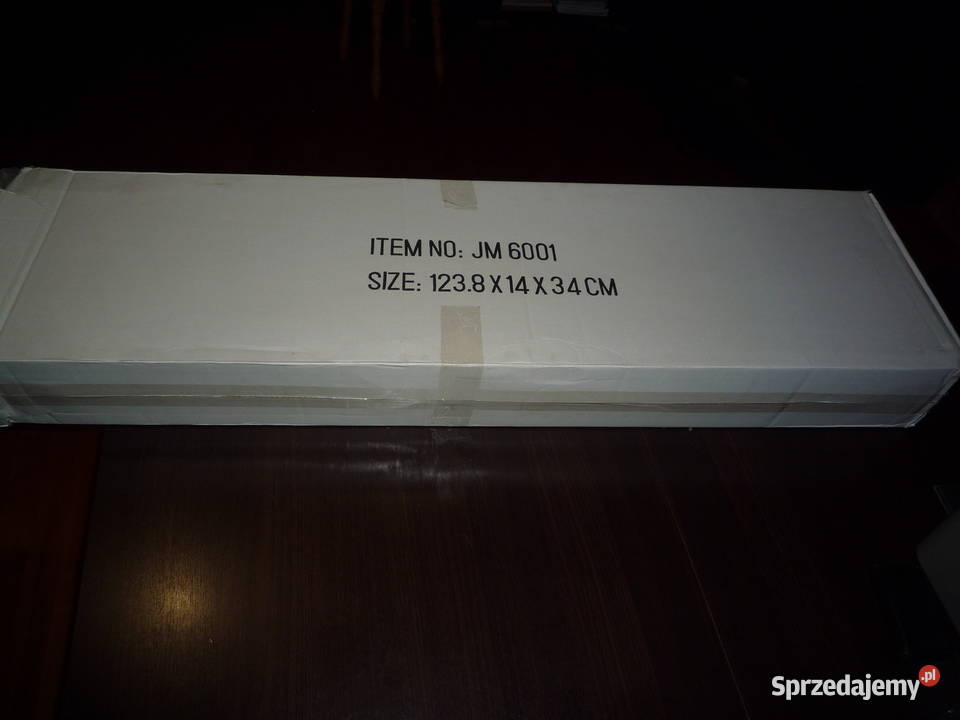 ITEM NO: JM 6001
SIZE: 123.8 X 14 X 34 CM
Sprzedajemy.pl